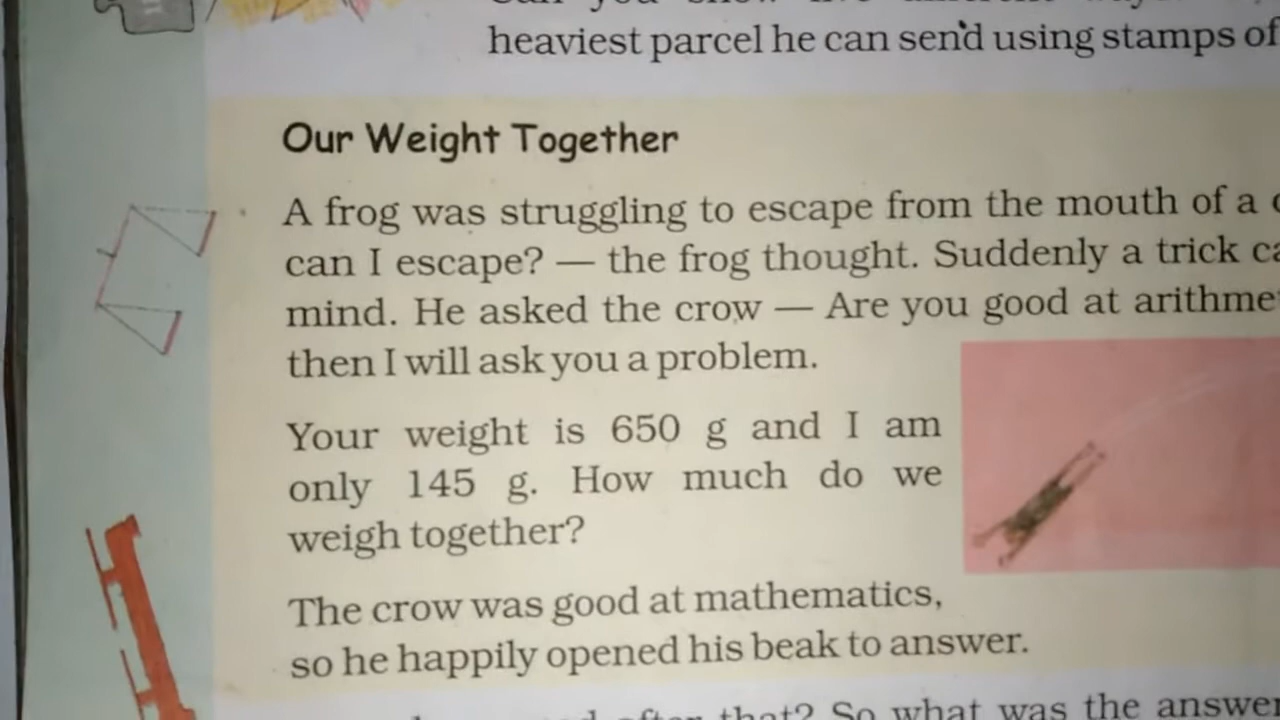 heaviest parcel he can send using stamps of
Our Weight Together
A frog was struggling to escape from the mouth of a
can I escape? — the frog thought. Suddenly a trick
mind. He asked the crow — Are you good at
then I will ask you a problem.
Your weight is 650 g and I am
only 145 g. How much do we
weigh together?
The crow was good at mathematics,
so he happily opened his beak to answer.
after that? So what was the